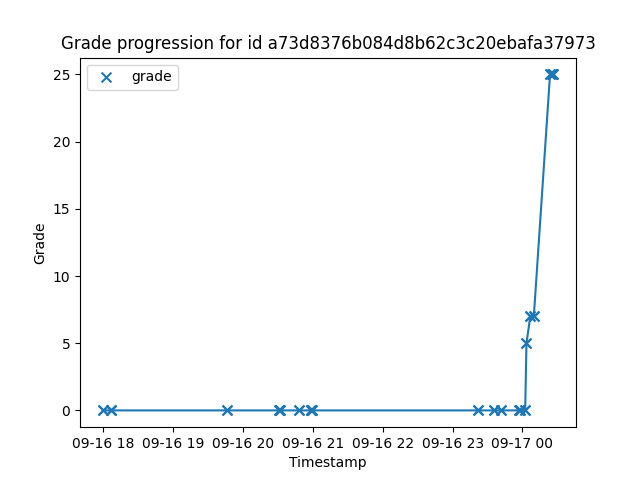 Grade progression for id a73d8376b084d8b62c3c20ebafa37973
grade
25
20
15
10
5
0
Grade
09-16 18 09-16 19 09-16 20 09-16 21 09-16 22 09-16 23 09-17 00
Timestamp